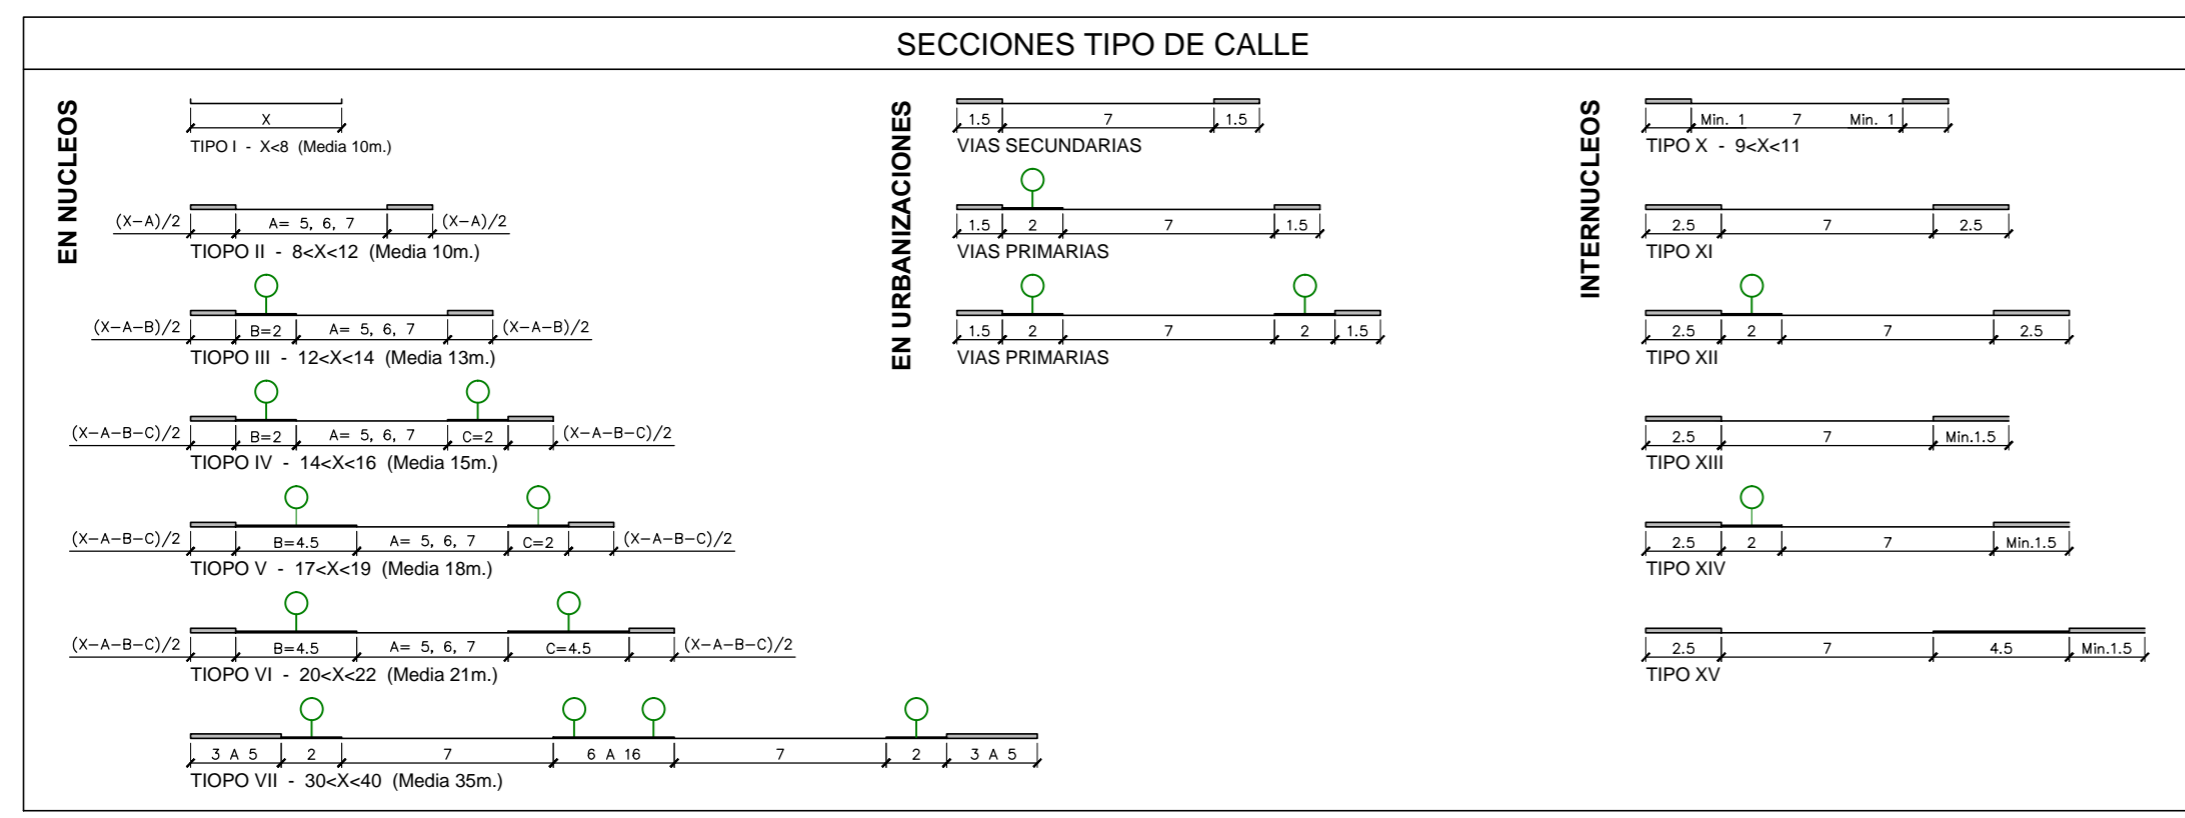 SECCIONES TIPO DE CALLE
EN NUCLEOS
X
TIPO I - X<8 (Media 10m.)
(X-A)/2 A= 5, 6, 7 (X-A)/2
TIOPO II - 8<X<12 (Media 10m.)
(X-A-B)/2 B=2 A= 5, 6, 7 (X-A-B)/2
TIOPO III - 12<X<14 (Media 13m.)
(X-A-B-C)/2 B=2 A= 5, 6, 7 C=2 (X-A-B-C)/2
TIOPO IV - 14<X<16 (Media 15m.)
(X-A-B-C)/2 B=4.5 A= 5, 6, 7 C=2 (X-A-B-C)/2
TIOPO V - 17<X<19 (Media 18m.)
(X-A-B-C)/2 B=4.5 A= 5, 6, 7 C=4.5 (X-A-B-C)/2
TIOPO VI - 20<X<22 (Media 21m.)
3 A 5 2 7 6 A 16 7 2 3 A 5
TIOPO VII - 30<X<40 (Media 35m.)
EN URBANIZACIONES
1.5 7 1.5
VIAS SECUNDARIAS
1.5 2 7 1.5
VIAS PRIMARIAS
1.5 2 7 2 1.5
VIAS PRIMARIAS
INTERNUCLEOS
Min. 1 7 Min. 1
TIPO X - 9<X<11
2.5 7 2.5
TIPO XI
2.5 2 7 2.5
TIPO XII
2.5 7 Min.1.5
TIPO XIII
2.5 2 7 Min.1.5
TIPO XIV
2.5 7 4.5 Min.1.5
TIPO XV